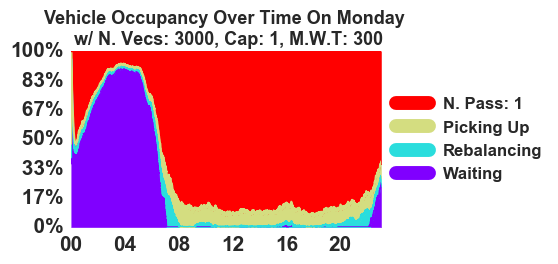 Vehicle Occupancy Over Time On Monday
w/ N. Vecs: 3000, Cap: 1, M.W.T: 300
100%
83%
67%
50%
33%
17%
0%
00 04 08 12 16 20
N. Pass: 1
Picking Up
Rebalancing
Waiting